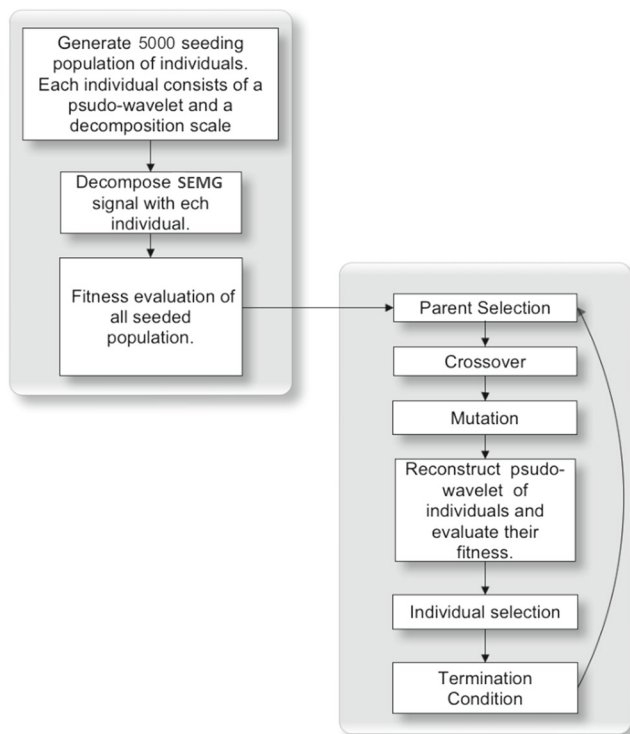 Generate 5000 seeding
population of individuals.
Each individual consists of a
psudo-wavelet and a
decomposition scale
Decompose SEMG
signal with ech
individual.
Fitness evaluation of
all seeded
population.
Parent Selection
Crossover
Mutation
Reconstruct psudo-
wavelet of
individuals and
evaluate their
fitness.
Individual selection
Termination
Condition